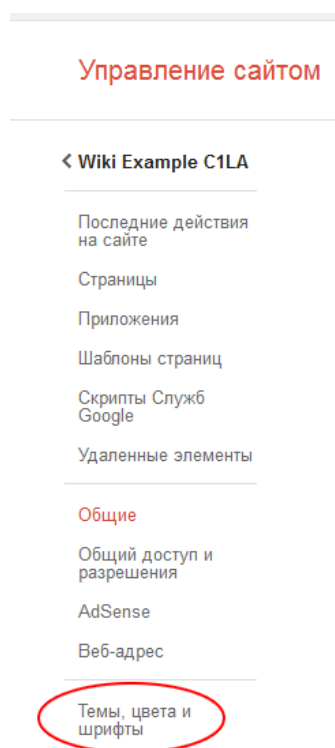 Управление сайтом
Wiki Example C1LA
Последние действия
на сайте
Страницы
Приложения
Шаблоны страниц
Скрипты Служб
Google
Удаленные элементы
Общие
Общий доступ и
разрешения
AdSense
Веб-адрес
Темы, цвета и
шрифты